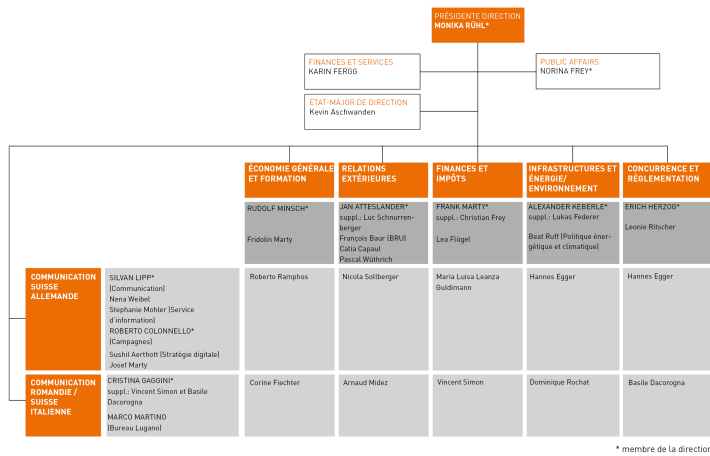 PRÉSIDENTE DIRECTION
MONIKA RÜHL*
FINANCES ET SERVICES
KARIN FERGG
PUBLIC AFFAIRS
NORINA FREY*
ÉTAT-MAJOR DE DIRECTION
Kevin Aschwanden
ÉCONOMIE GÉNÉRALE
ET FORMATION
RELATIONS
EXTÉRIEURES
FINANCES ET
IMPÔTS
INFRASTRUCTURES ET
ÉNERGIE/
ENVIRONNEMENT
CONCURRENCE ET
RÉGLEMENTATION
RUDOLF MINSCH*
Fridolin Marty
JAN ATTESLANDER*
suppl.: Luc Schnurren-
berger
François Baur (BRU)
Catia Capaul
Pascal Wüthrich
FRANK MARTY*
suppl.: Christian Frey
Lea Flügel
ALEXANDER KEBERLE*
suppl.: Lukas Federer
Beat Ruff (Politique éner-
gétique et climatique)
ERICH HERZOG*
Leonie Ritscher
COMMUNICATION
SUISSE
ALLEMANDE
SILVAN LIPP*
(Communication)
Nena Weibel
Stephanie Mohler (Service
d'information)
ROBERTO COLONNELLO*
(Campagnes)
Sushil Aerthott (Stratégie digitale)
Josef Marty
Roberto Ramphos
Nicola Sollberger
Maria Luisa Leanza
Guldimann
Hannes Egger
Hannes Egger
COMMUNICATION
ROMANDIE /
SUISSE
ITALIENNE
CRISTINA GAGGINI*
suppl.: Vincent Simon et Basile
Dacorogna
MARCO MARTINO
(Bureau Lugano)
Corine Fiechter
Arnaud Midez
Vincent Simon
Dominique Rochat
Basile Dacorogna
* membre de la direction